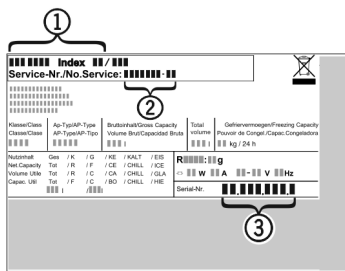 1
Index /
Service-Nr./No.Service: -
2
Klasse/Class
Classe/Classe
Ap-Typ/AP-Type
AP-Type/AP-Tipo
Bruttoinhalt/Gross Capacity
Volume Brut/Capacidad Bruta
l
Total
volume
l
Gefriervermoegen/Freezing Capacity
Pouvoir de Congel./Capac.Congeladora
kg / 24 h
Nutzinhalt Ges / K / G / KE / KALT / EIS
Net.Capacity Tot / R / F / CE / CHILL / ICE
Volume Utile Tot / R / C / CA / CHILL / GLA
Capac. Util Tot / F / C / BO / CHILL / HIE
l / l
R : g
W A - V Hz
Serial-Nr. . . .
3